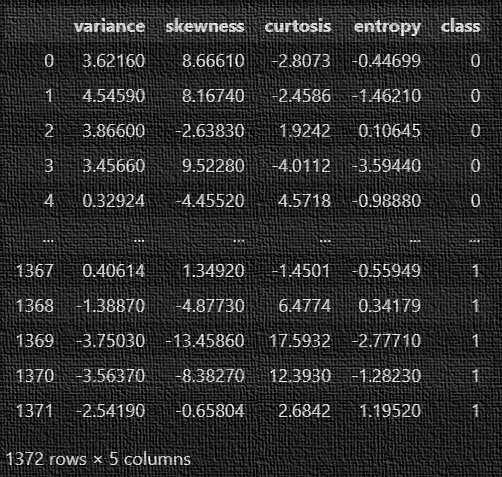 variance skewness curtosis entropy class
0 3.62160 8.66610 -2.8073 -0.44699 0
1 4.54590 8.16740 -2.4586 -1.46210 0
2 3.86600 -2.63830 1.9242 0.10645 0
3 3.45660 9.52280 -4.0112 -3.59440 0
4 0.32924 -4.45520 4.5718 -0.98880 0
... ... ... ... ... ...
1367 0.40614 1.34920 -1.4501 -0.55949 1
1368 -1.38870 -4.87730 6.4774 0.34179 1
1369 -3.75030 -13.45860 17.5932 -2.77710 1
1370 -3.56370 -8.38270 12.3930 -1.28230 1
1371 -2.54190 -0.65804 2.6842 1.19520 1
1372 rows × 5 columns